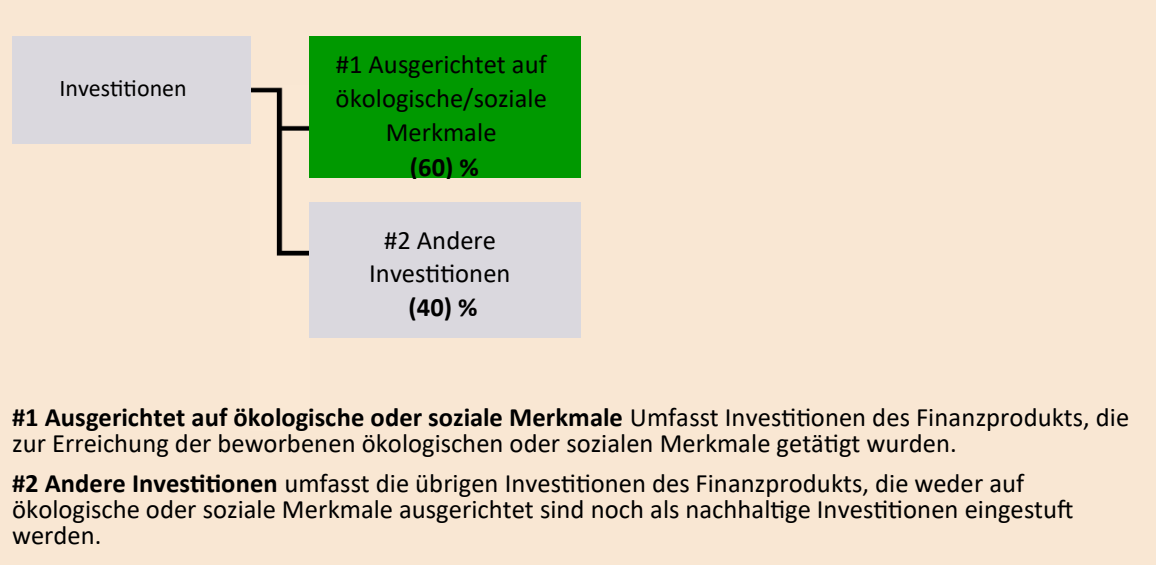 Investitionen
#1 Ausgerichtet auf
ökologische/soziale
Merkmale
(60) %
#2 Andere
Investitionen
(40) %
#1 Ausgerichtet auf ökologische oder soziale Merkmale Umfasst Investitionen des Finanzprodukts, die
zur Erreichung der beworbenen ökologischen oder sozialen Merkmale getätigt wurden.
#2 Andere Investitionen umfasst die übrigen Investitionen des Finanzprodukts, die weder auf
ökologische oder soziale Merkmale ausgerichtet sind noch als nachhaltige Investitionen eingestuft
werden.